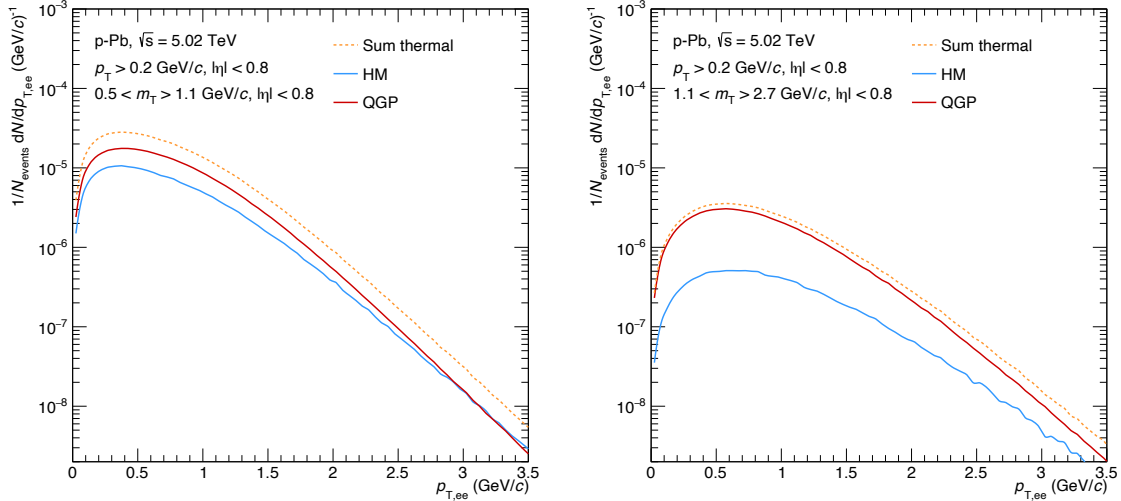 1/N_events dN/dp_T,ee (GeV/c)^-1
10^-3
10^-4
10^-5
10^-6
10^-7
10^-8
p-Pb, √s = 5.02 TeV
p_T > 0.2 GeV/c, |η| < 0.8
0.5 < m_T > 1.1 GeV/c, |η| < 0.8
Sum thermal
HM
QGP
0 0.5 1 1.5 2 2.5 3 3.5
p_T,ee (GeV/c)
1/N_events dN/dp_T,ee (GeV/c)^-1
10^-3
10^-4
10^-5
10^-6
10^-7
10^-8
p-Pb, √s = 5.02 TeV
p_T > 0.2 GeV/c, |η| < 0.8
1.1 < m_T > 2.7 GeV/c, |η| < 0.8
Sum thermal
HM
QGP
0 0.5 1 1.5 2 2.5 3 3.5
p_T,ee (GeV/c)